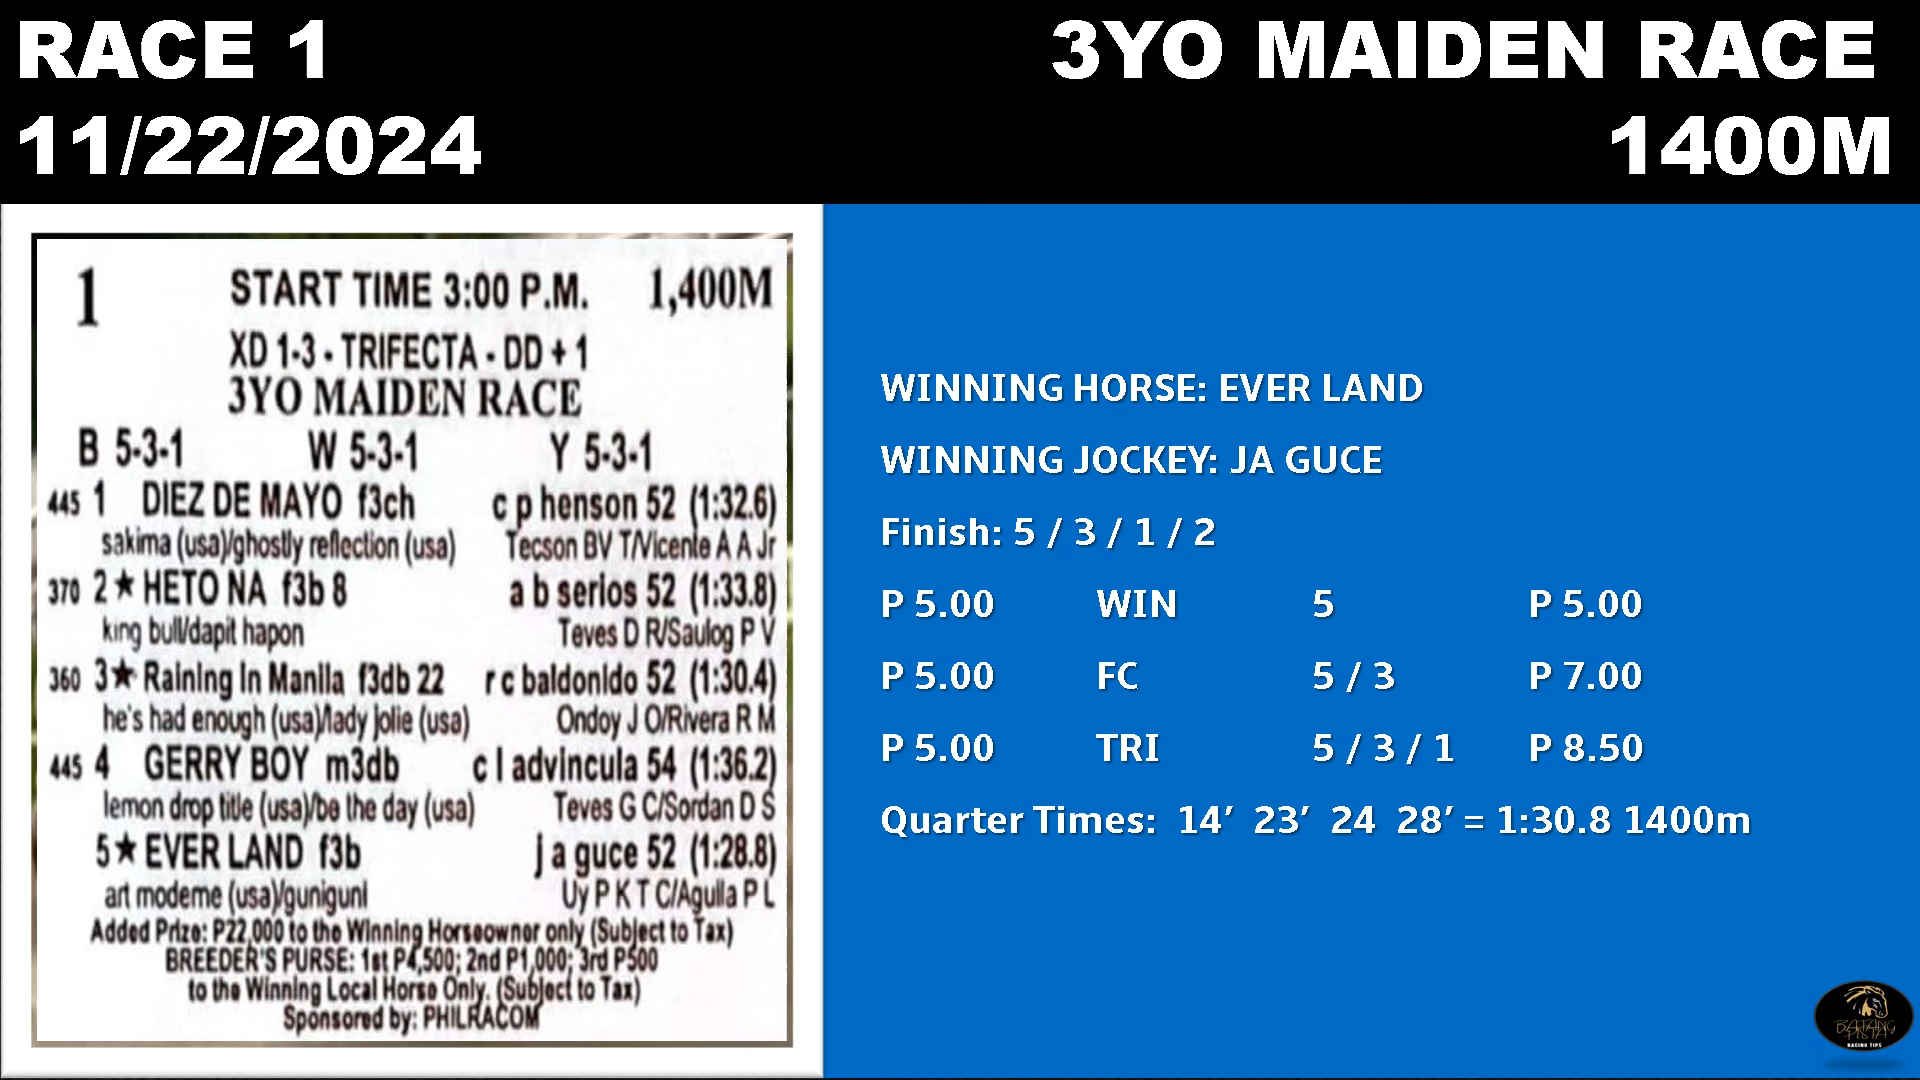 RACE 1
11/22/2024
3YO MAIDEN RACE
1400M
1 START TIME 3:00 P.M. 1,400M
XD 1-3 - TRIFECTA - DD + 1
3YO MAIDEN RACE
B 5-3-1 W 5-3-1 Y 5-3-1
445 1 DIEZ DE MAYO f3ch c p henson 52 (1:32.6)
sakima (usa)/ghostly reflection (usa) Tecson BV T/Vicente A A Jr
370 2★ HETO NA f3b 8 a b serios 52 (1:33.8)
king bull/dapit hapon Teves D R/Saulog P V
360 3★ Raining In Manila f3db 22 r c baldonido 52 (1:30.4)
he's had enough (usa)/lady jolie (usa) Ondoy J O/Rivera R M
445 4 GERRY BOY m3db c l advincula 54 (1:36.2)
lemon drop title (usa)/be the day (usa) Teves G C/Sordan D S
5★ EVER LAND f3b j a guce 52 (1:28.8)
art moderne (usa)/guniguni Uy P K T C/Aguila P L
Added Prize: P22,000 to the Winning Horseowner only (Subject to Tax)
BREEDER'S PURSE: 1st P4,500; 2nd P1,000; 3rd P500
to the Winning Local Horse Only. (Subject to Tax)
Sponsored by: PHILRACOM
WINNING HORSE: EVER LAND
WINNING JOCKEY: JA GUCE
Finish: 5 / 3 / 1 / 2
P 5.00 WIN 5 P 5.00
P 5.00 FC 5 / 3 P 7.00
P 5.00 TRI 5 / 3 / 1 P 8.50
Quarter Times: 14’ 23’ 24 28’ = 1:30.8 1400m
BATANG
PISTA
RACING TIPS